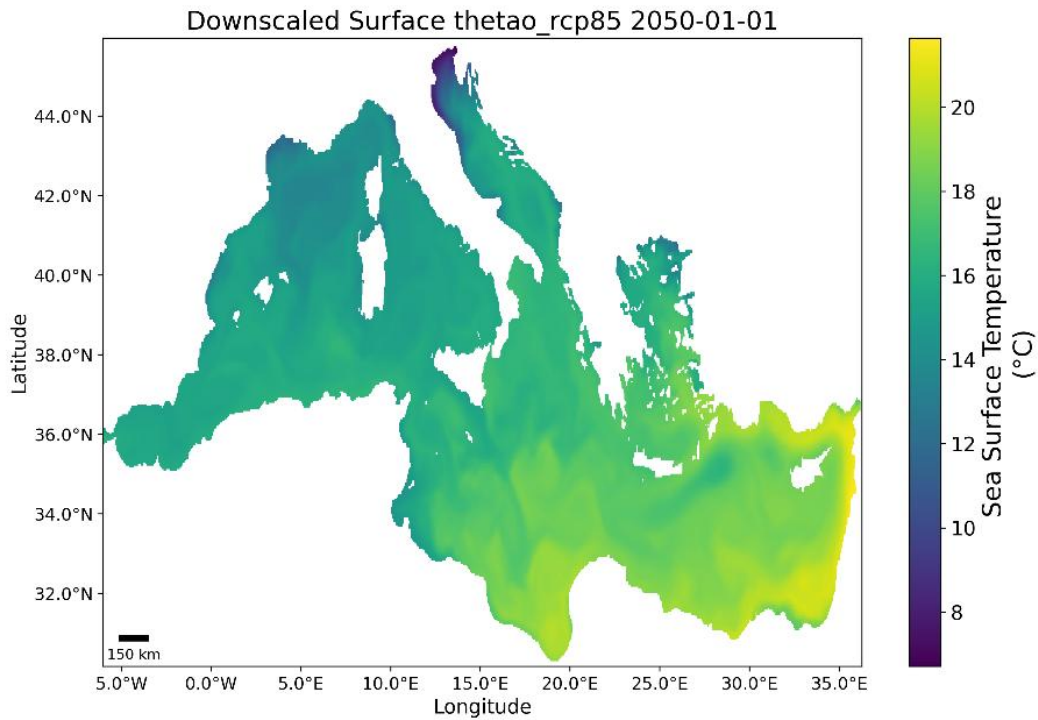 Downscaled Surface thetao_rcp85 2050-01-01
44.0°N
42.0°N
40.0°N
38.0°N
36.0°N
34.0°N
32.0°N
Latitude
150 km
5.0°W 0.0°W 5.0°E 10.0°E 15.0°E 20.0°E 25.0°E 30.0°E 35.0°E
Longitude
20
18
16
14
12
10
8
Sea Surface Temperature
(°C)